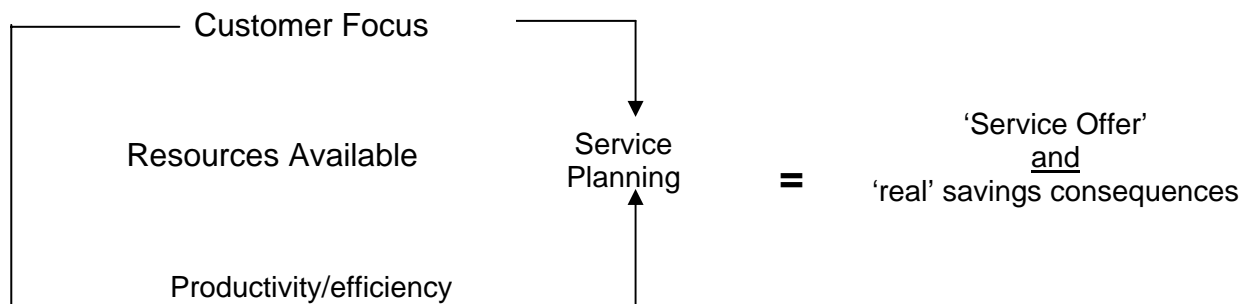 Customer Focus
Resources Available
Service
Planning
=
‘Service Offer’
and
‘real’ savings consequences
Productivity/efficiency